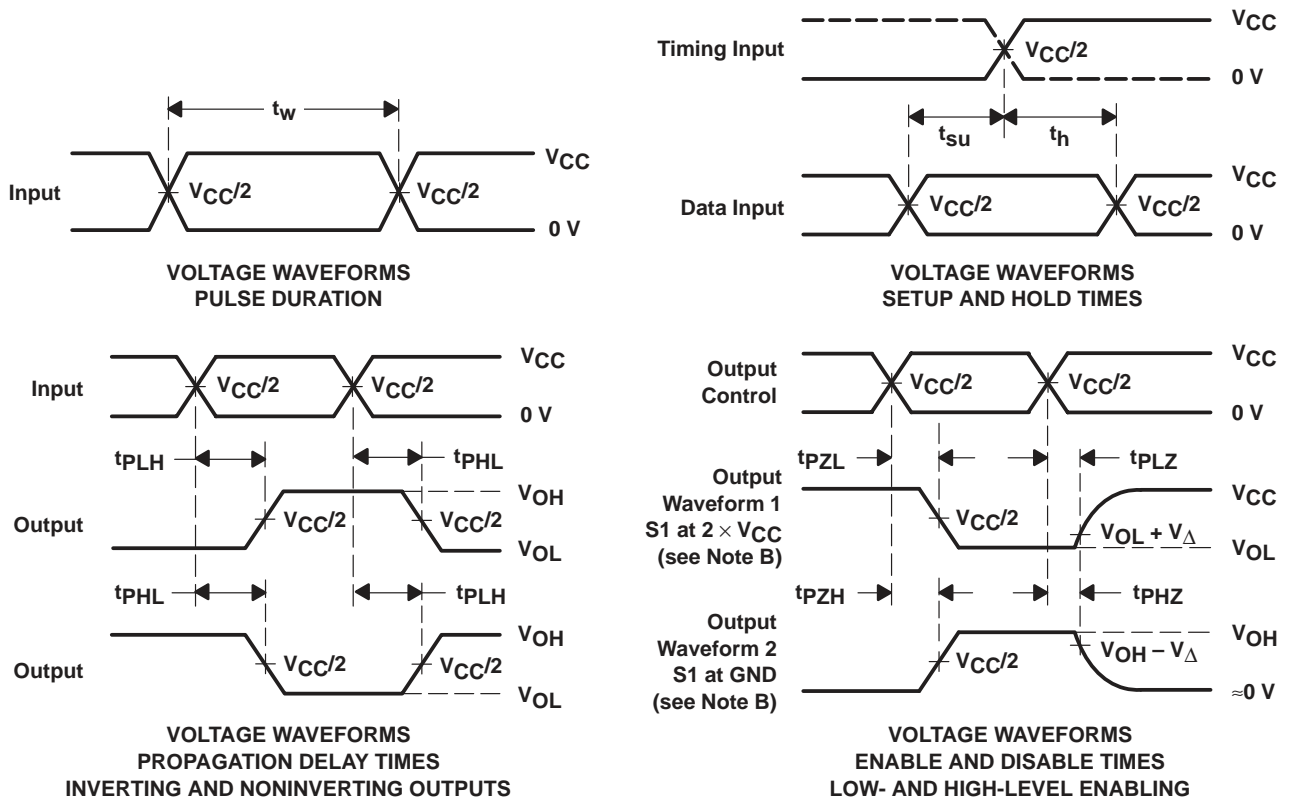 tw
Input
VCC/2
VCC/2
VCC
0 V
VOLTAGE WAVEFORMS
PULSE DURATION
Timing Input
VCC/2
VCC
0 V
tsu
th
Data Input
VCC/2
VCC/2
VCC
0 V
VOLTAGE WAVEFORMS
SETUP AND HOLD TIMES
Input
VCC/2
VCC/2
VCC
0 V
tPLH
tPHL
Output
VCC/2
VCC/2
VOH
VOL
tPHL
tPLH
Output
VCC/2
VCC/2
VOH
VOL
VOLTAGE WAVEFORMS
PROPAGATION DELAY TIMES
INVERTING AND NONINVERTING OUTPUTS
Output
Control
VCC/2
VCC/2
VCC
0 V
tPZL
tPLZ
Output
Waveform 1
S1 at 2 × VCC
(see Note B)
VCC/2
VOL + VΔ
VCC
VOL
tPZH
tPHZ
Output
Waveform 2
S1 at GND
(see Note B)
VCC/2
VOH – VΔ
VOH
≈0 V
VOLTAGE WAVEFORMS
ENABLE AND DISABLE TIMES
LOW- AND HIGH-LEVEL ENABLING